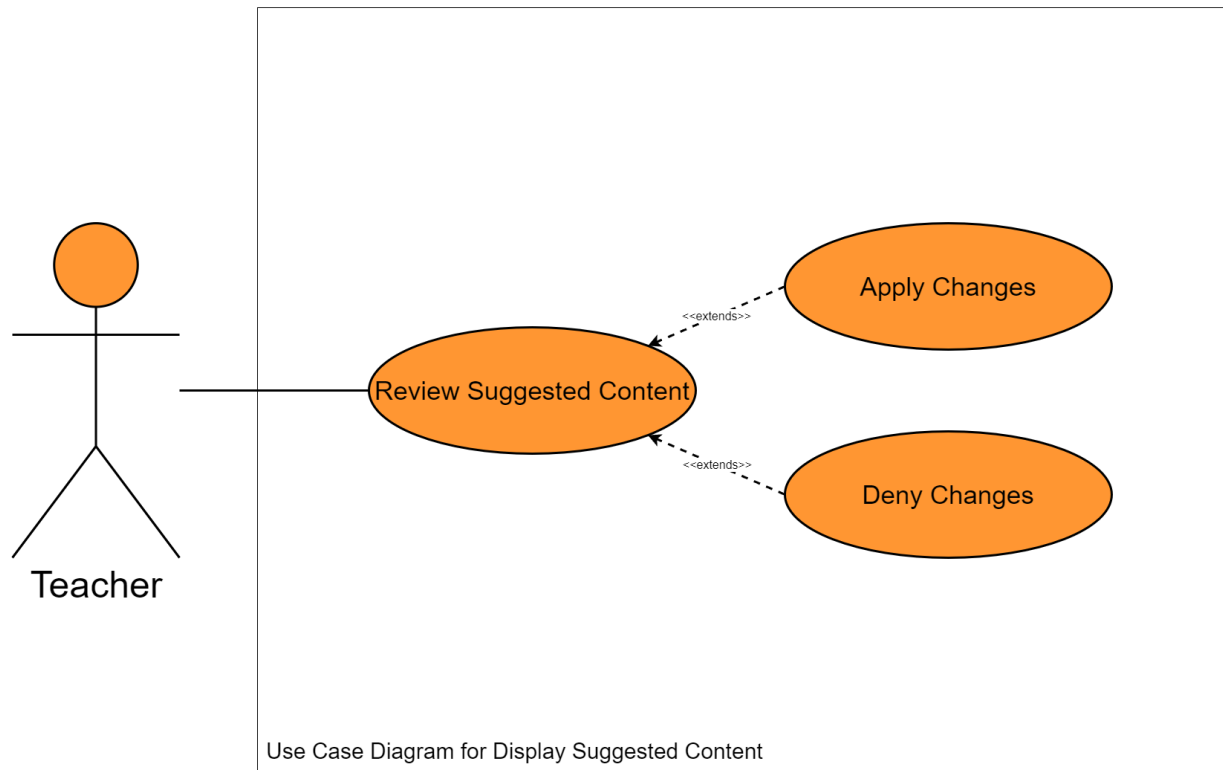 Apply Changes
<<extends>>
Review Suggested Content
<<extends>>
Deny Changes
Teacher
Use Case Diagram for Display Suggested Content